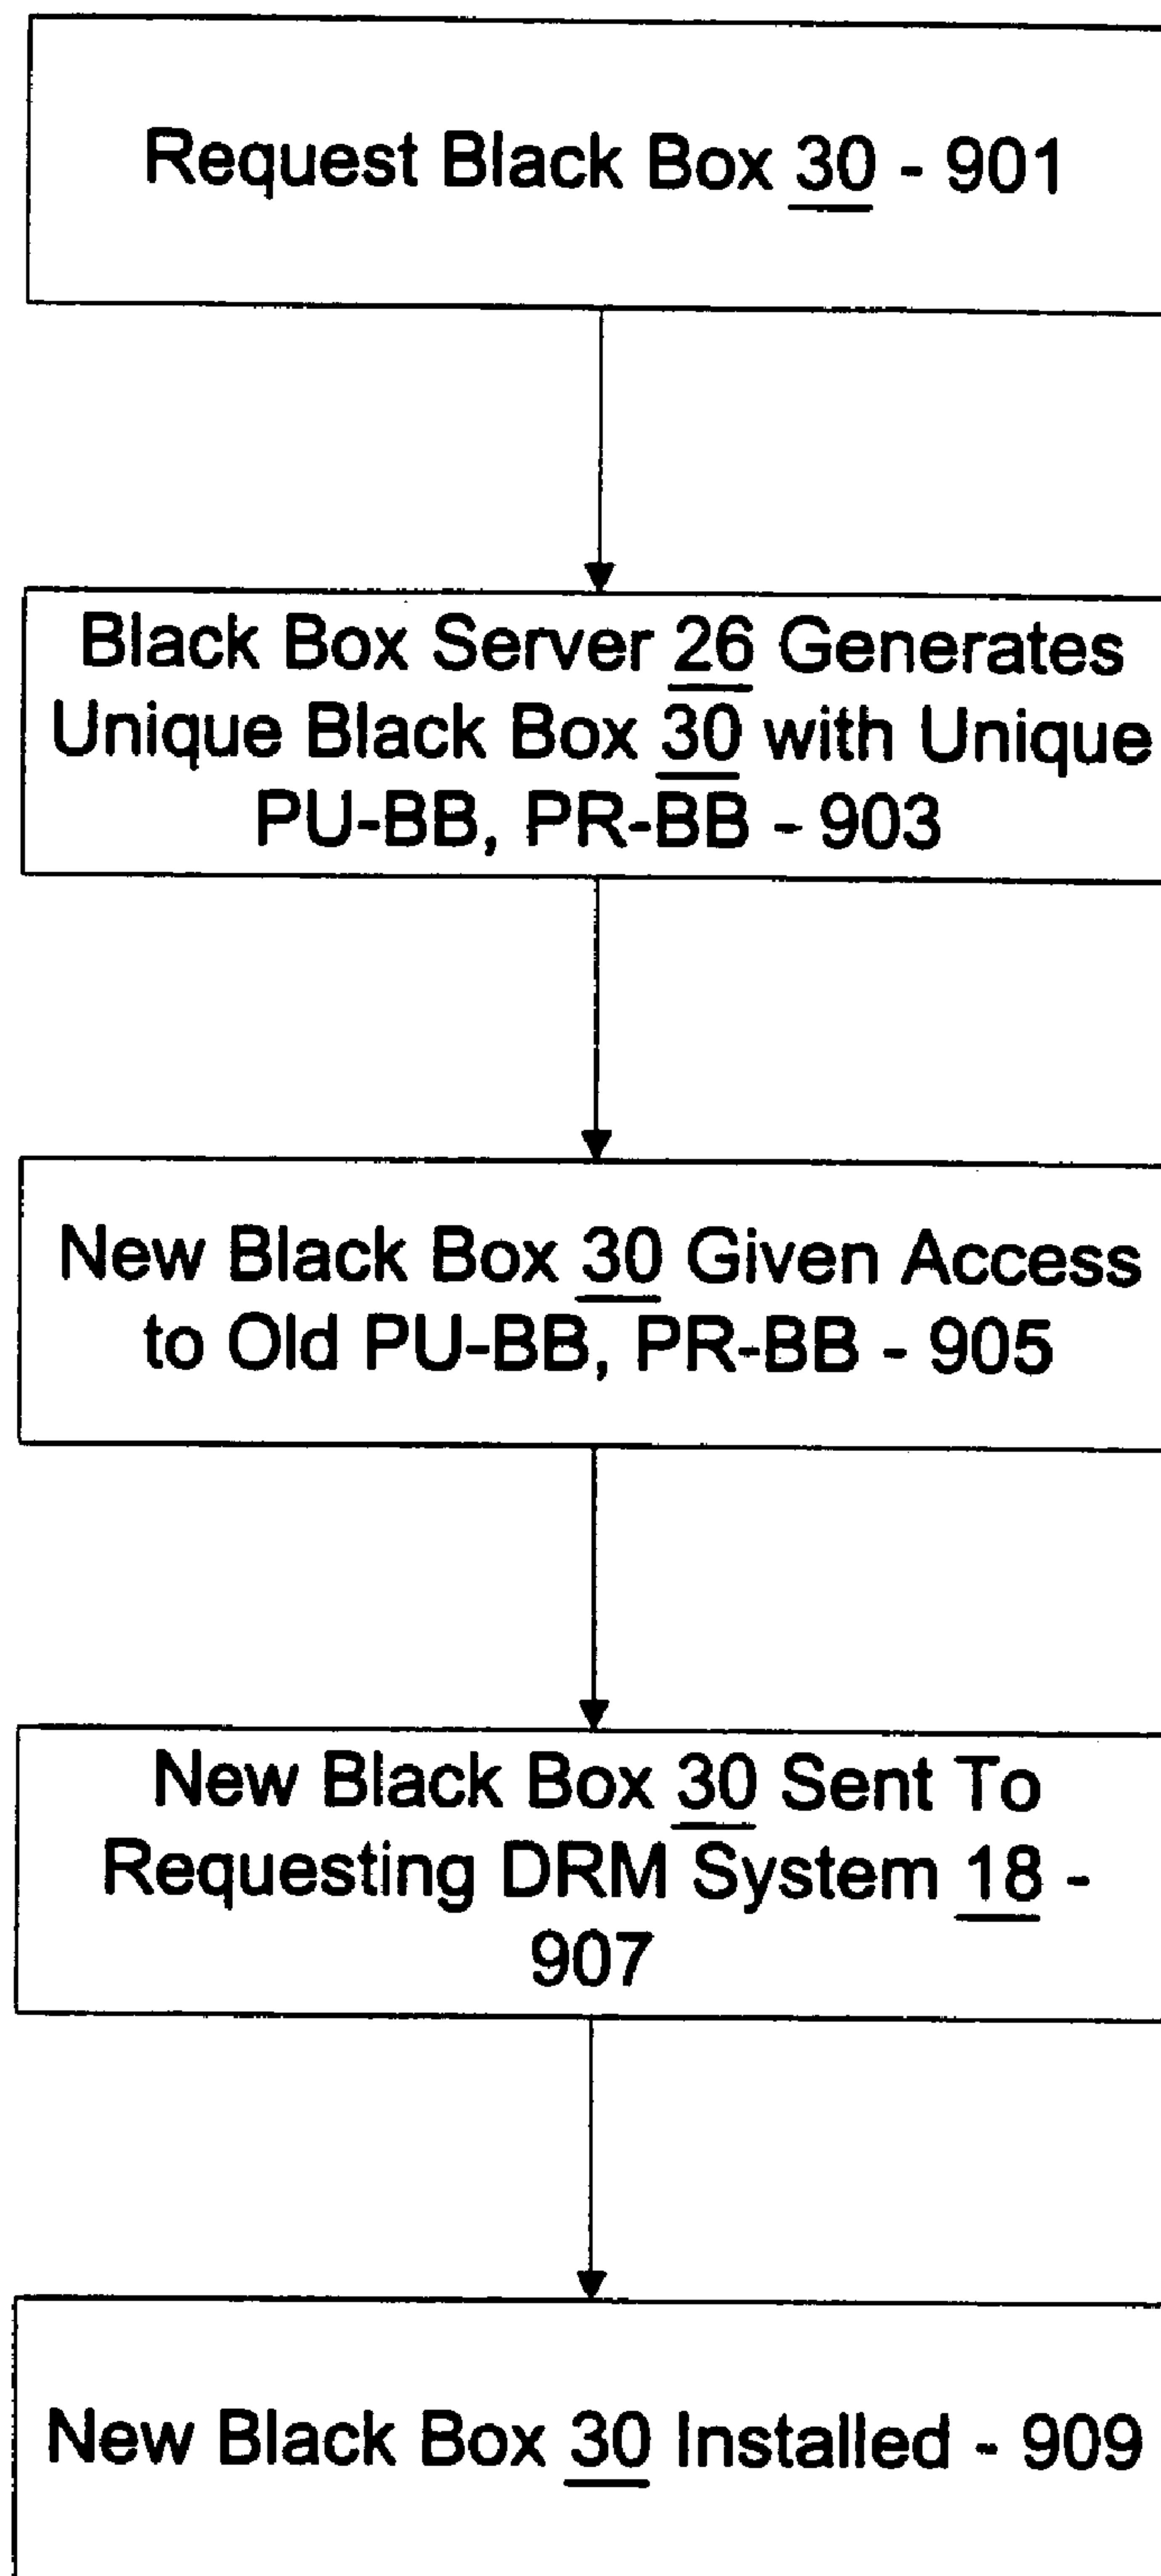 Request Black Box 30 - 901
Black Box Server 26 Generates
Unique Black Box 30 with Unique
PU-BB, PR-BB - 903
New Black Box 30 Given Access
to Old PU-BB, PR-BB - 905
New Black Box 30 Sent To
Requesting DRM System 18 -
907
New Black Box 30 Installed - 909